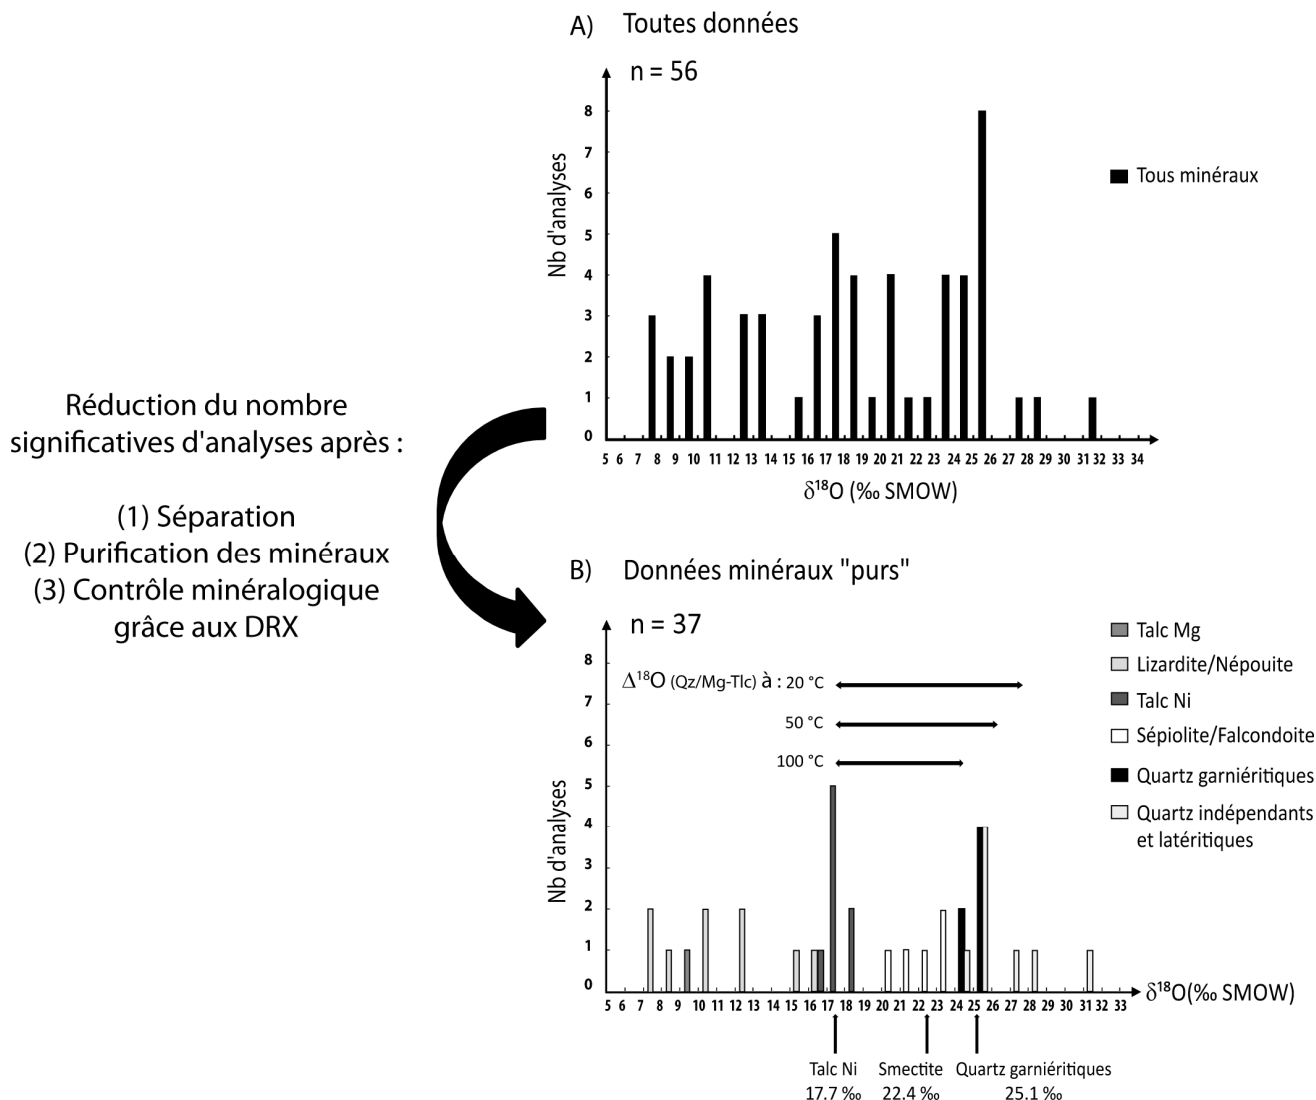 A) Toutes données
n = 56
8
7
6
5
4
3
2
1
0
Nb d'analyses
Tous minéraux
5 6 7 8 9 10 11 12 13 14 15 16 17 18 19 20 21 22 23 24 25 26 27 28 29 30 31 32 33 34
δ¹⁸O (‰ SMOW)
Réduction du nombre
significatives d'analyses après :
(1) Séparation
(2) Purification des minéraux
(3) Contrôle minéralogique
grâce aux DRX
B) Données minéraux "purs"
n = 37
8
7
6
5
4
3
2
1
0
Nb d'analyses
Δ¹⁸O (Qz/Mg-Tlc) à : 20 °C
50 °C
100 °C
Talc Mg
Lizardite/Népouite
Talc Ni
Sépiolite/Falcondoite
Quartz garniéritiques
Quartz indépendants
et latéritiques
5 6 7 8 9 10 11 12 13 14 15 16 17 18 19 20 21 22 23 24 25 26 27 28 29 30 31 32 33
δ¹⁸O(‰ SMOW)
Talc Ni Smectite Quartz garniéritiques
17.7 ‰ 22.4 ‰ 25.1 ‰